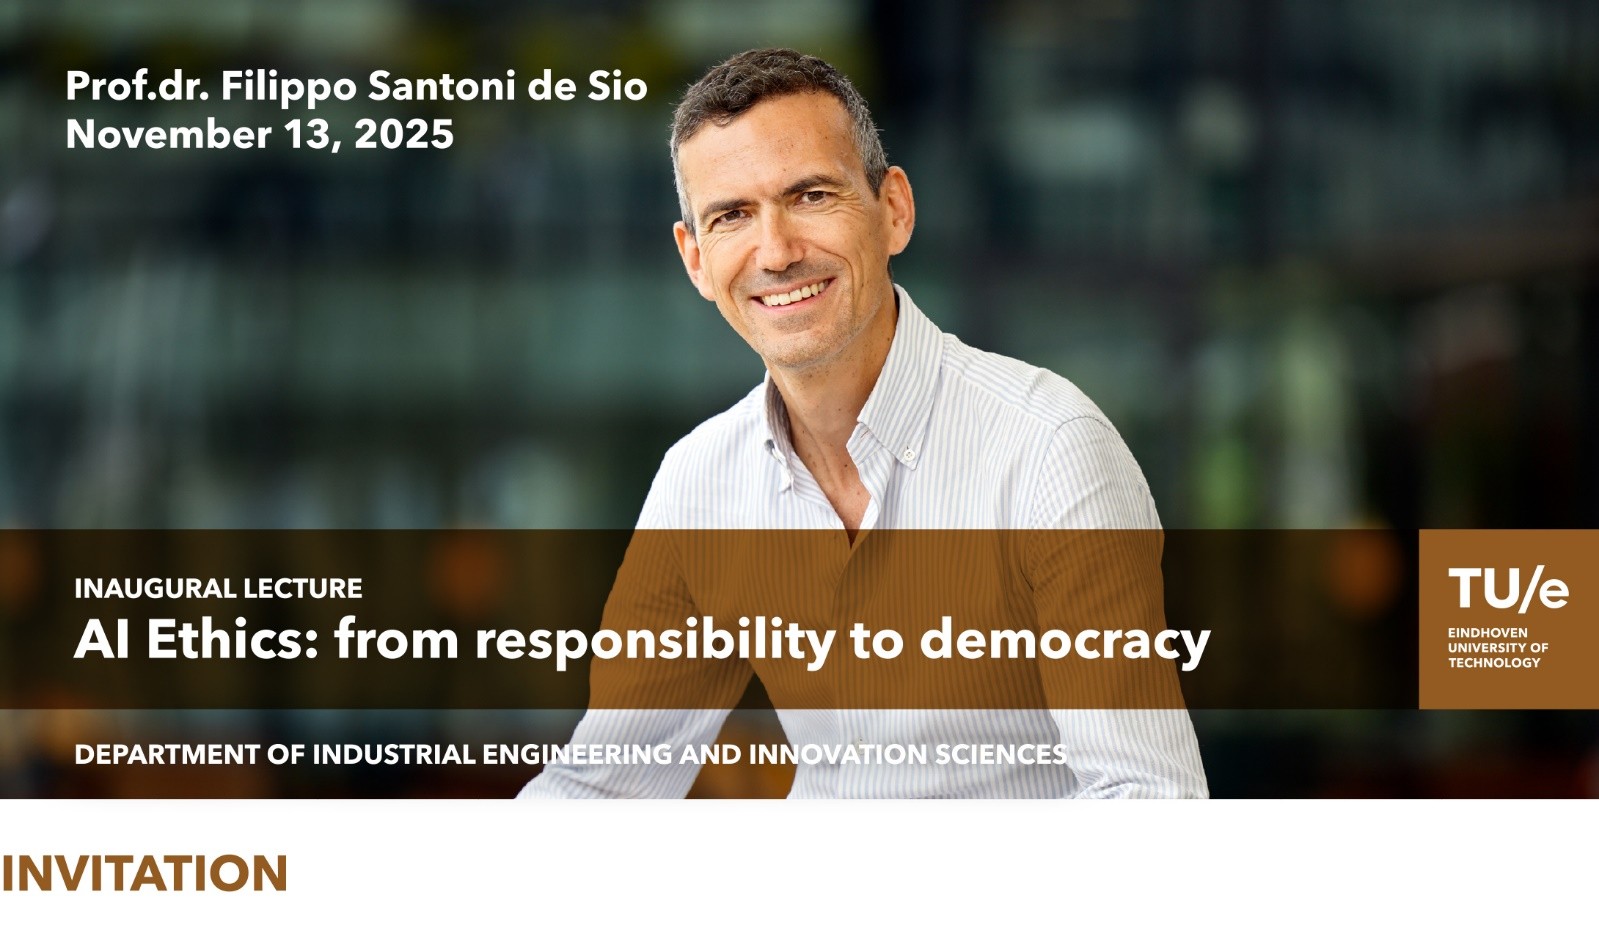 Prof.dr. Filippo Santoni de Sio
November 13, 2025
INAUGURAL LECTURE
AI Ethics: from responsibility to democracy
TU/e
EINDHOVEN
UNIVERSITY OF
TECHNOLOGY
DEPARTMENT OF INDUSTRIAL ENGINEERING AND INNOVATION SCIENCES
INVITATION